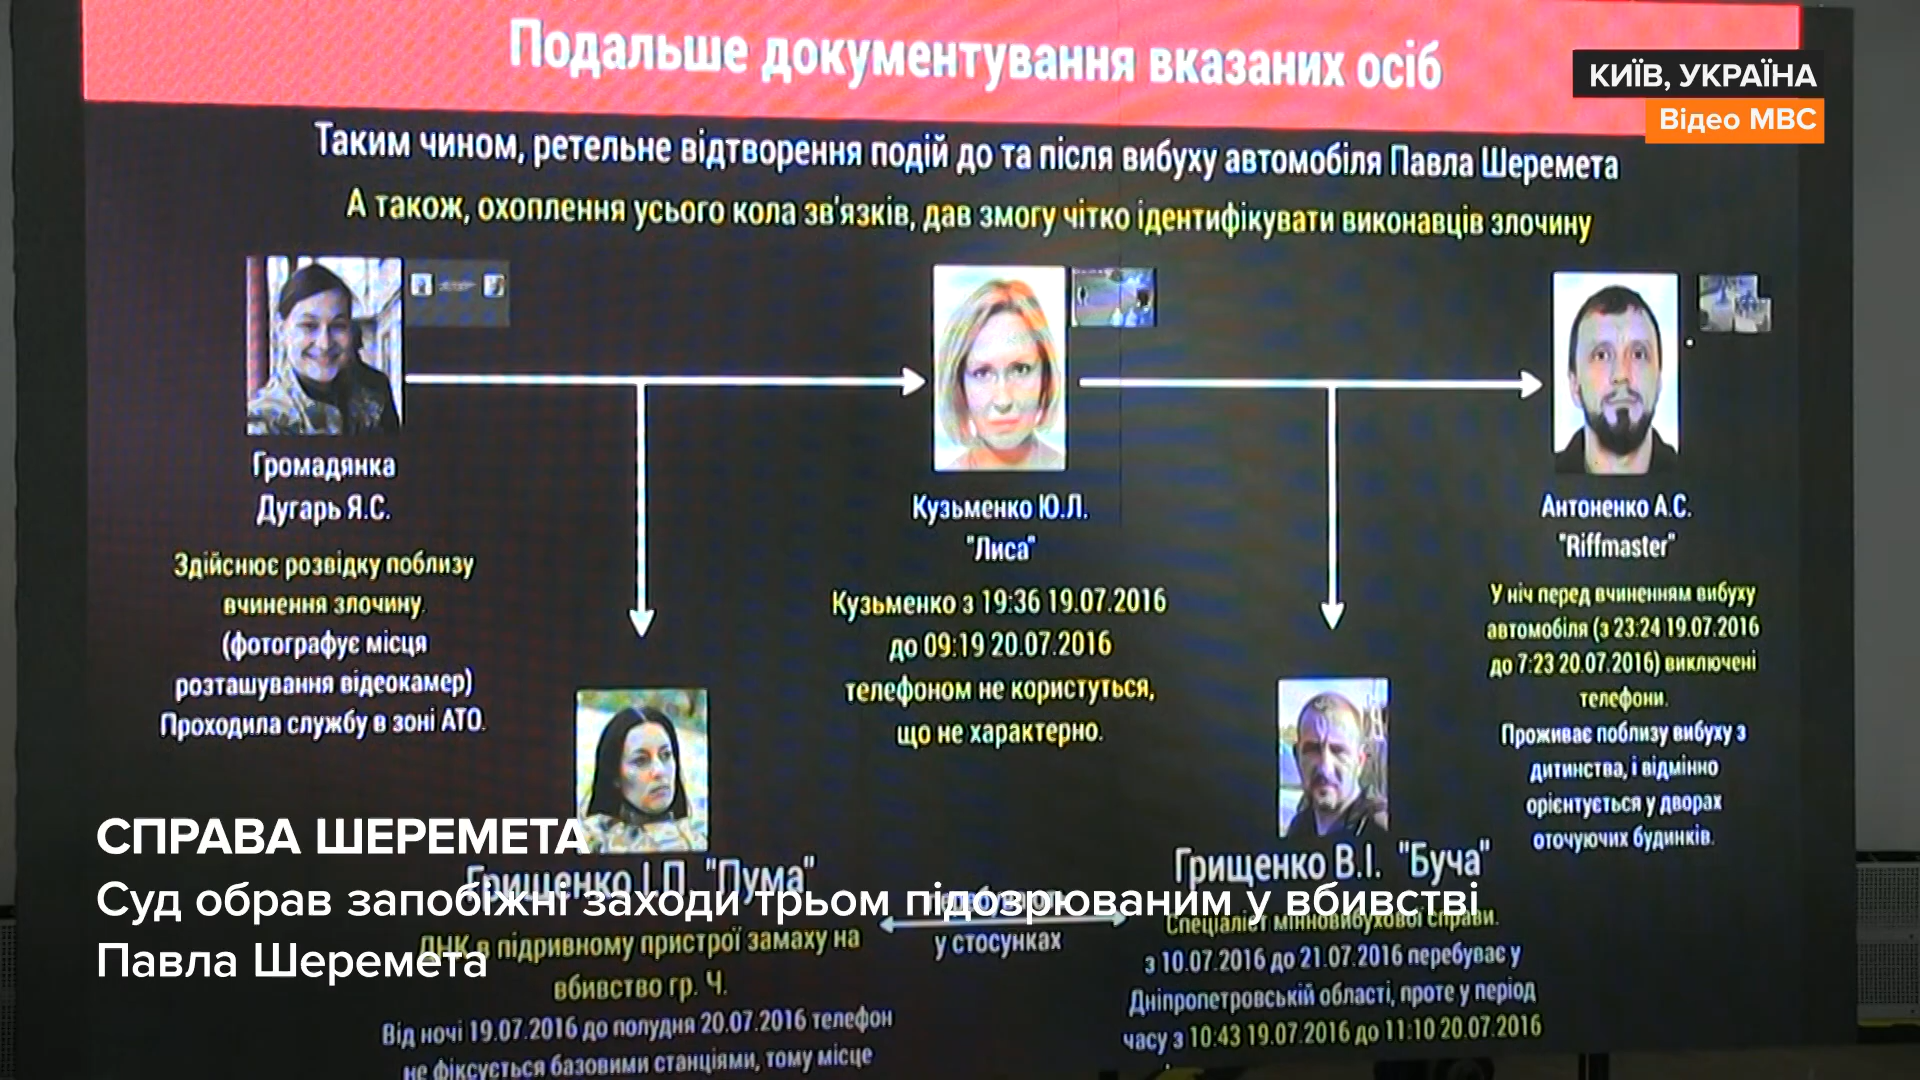 Подальше документування вказаних осіб
КИЇВ, УКРАЇНА
Відео МВС
Таким чином, ретельне відтворення подій до та після вибуху автомобіля Павла Шеремета
А також, охоплення усього кола зв'язків, дав змогу чітко ідентифікувати виконавців злочину
Громадянка
Дугарь Я.С.
Здійснює розвідку поблизу
вчинення злочину.
(фотографує місця
розташування відеокамер)
Проходила службу в зоні АТО.
Кузьменко Ю.Л.
"Лиса"
Кузьменко з 19:36 19.07.2016
до 09:19 20.07.2016
телефоном не користуться,
що не характерно.
Антоненко А.С.
"Riffmaster"
У ніч перед вчиненням вибуху
автомобіля (з 23:24 19.07.2016
до 7:23 20.07.2016) виключені
телефони.
Проживає поблизу вибуху з
дитинства, і відмінно
орієнтується у дворах
оточуючих будинків.
Грищенко І.П. "Пума"
ДНК в підривному пристрої замаху на
вбивство гр. Ч.
Від ночі 19.07.2016 до полудня 20.07.2016 телефон
не фіксується базовими станціями, тому місце
у стосунках
Грищенко В.І. "Буча"
Спеціаліст мінновибухової справи.
з 10.07.2016 до 21.07.2016 перебуває у
Дніпропетровській області, проте у період
часу з 10:43 19.07.2016 до 11:10 20.07.2016
СПРАВА ШЕРЕМЕТА
Суд обрав запобіжні заходи трьом підозрюваним у вбивстві
Павла Шеремета